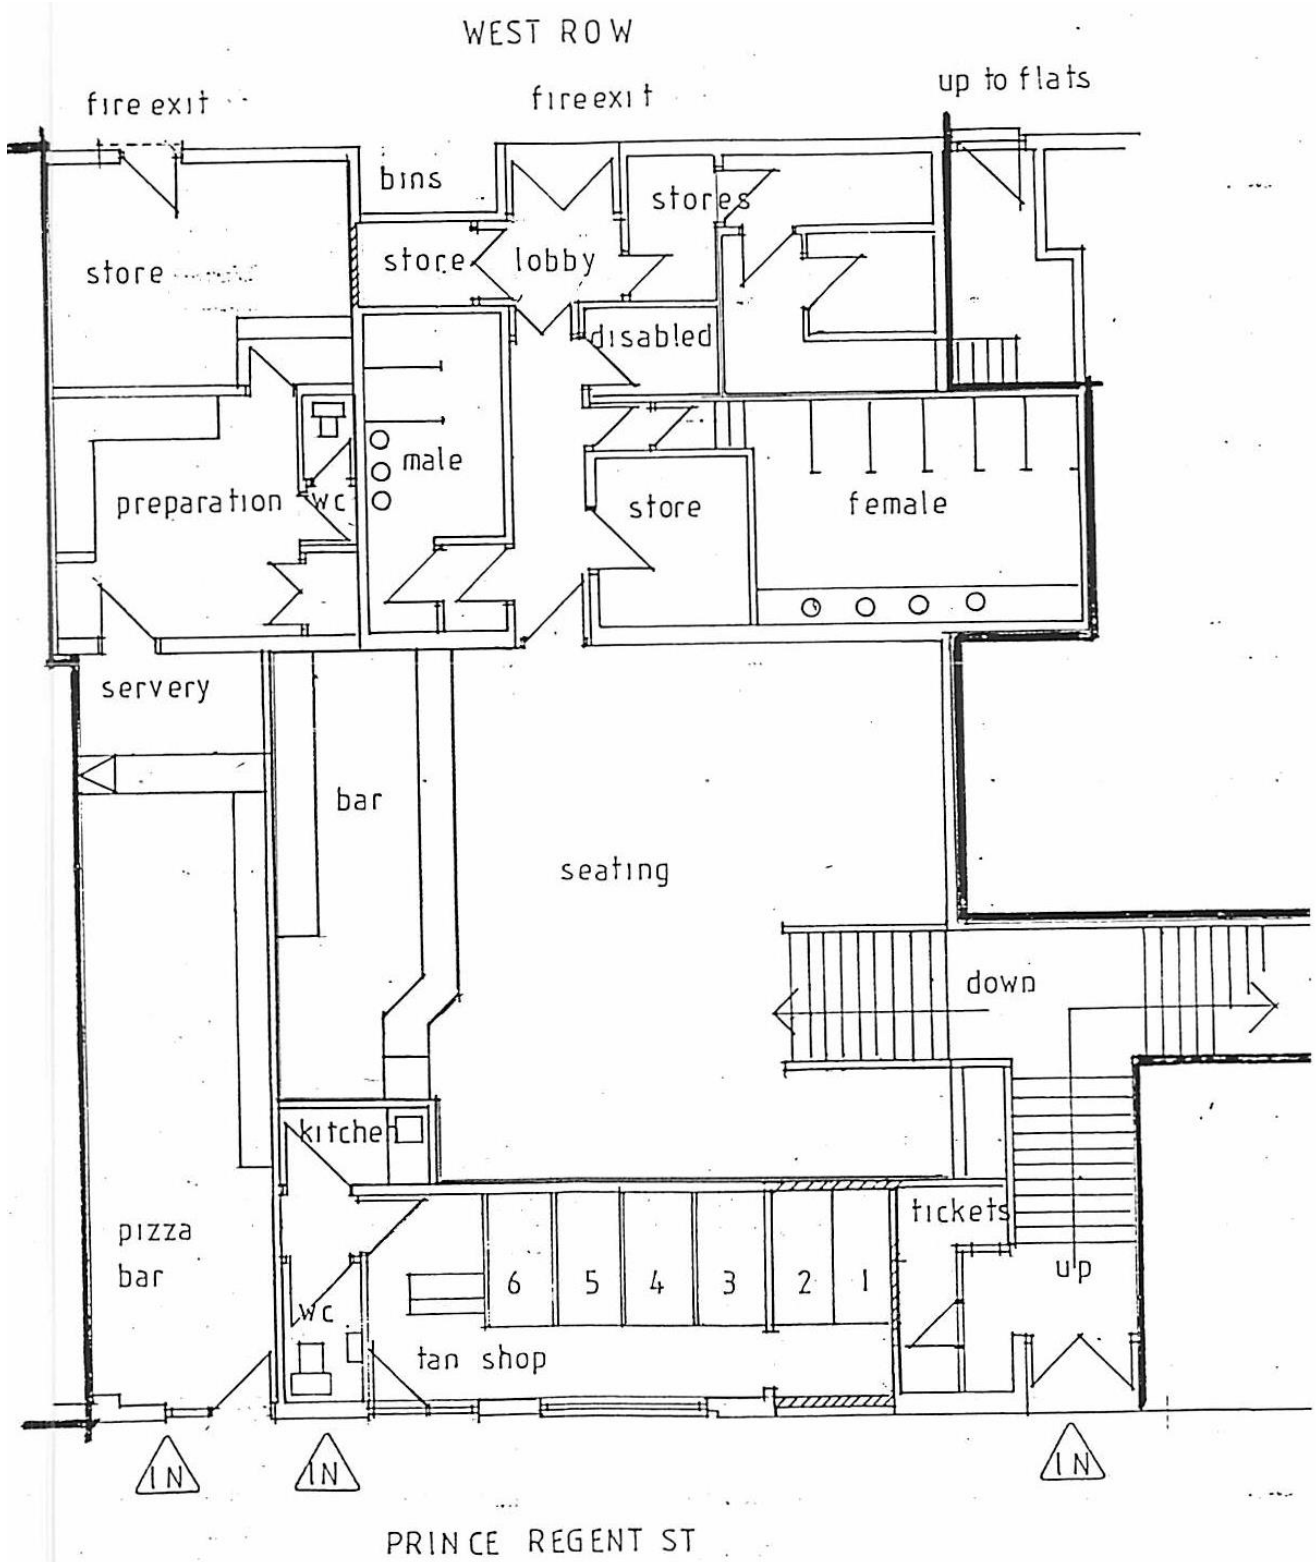 WEST ROW
up to flats
fire exit
fire exit
bins
stores
store
store
lobby
disabled
male
preparation
wc
store
female
servery
bar
seating
down
kitchen
tickets
pizza
bar
up
6 5 4 3 2 1
wc
tan shop
IN
IN
IN
PRINCE REGENT ST